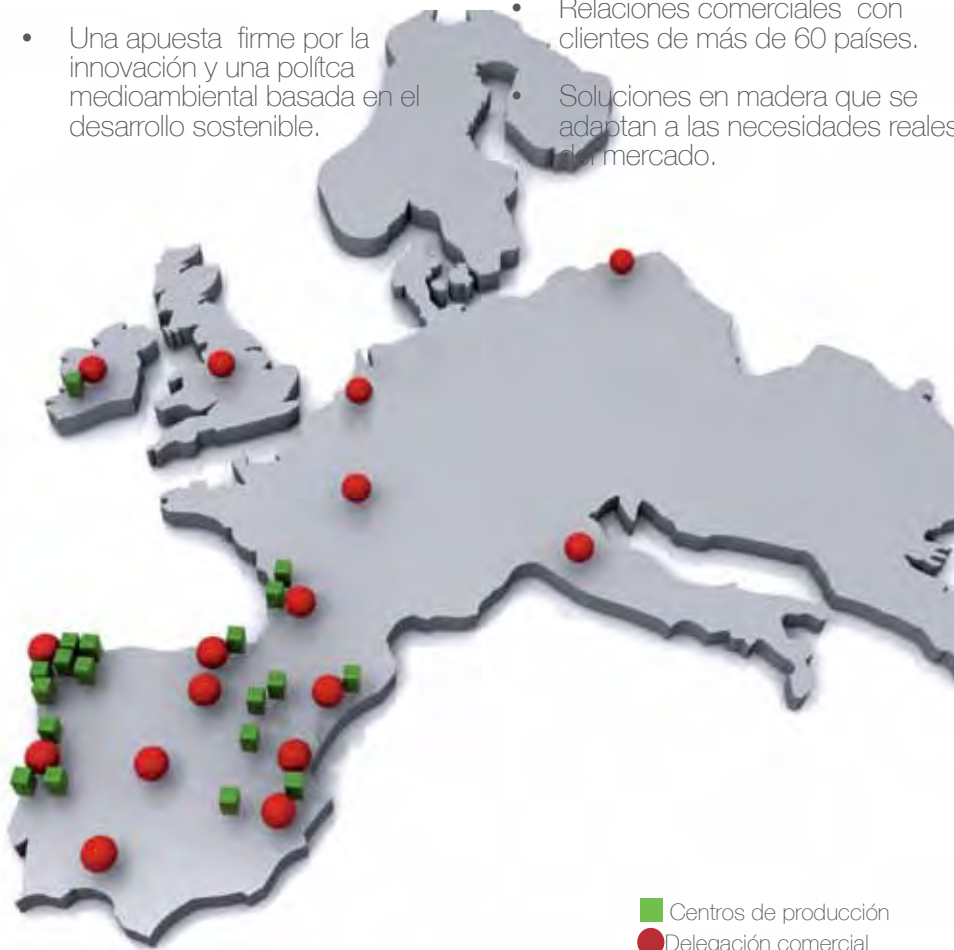 • Una apuesta firme por la
innovación y una polítca
medioambiental basada en el
desarrollo sostenible.
• Relaciones comerciales con
clientes de más de 60 países.
• Soluciones en madera que se
adaptan a las necesidades reales
del mercado.
Centros de producción
Delegación comercial